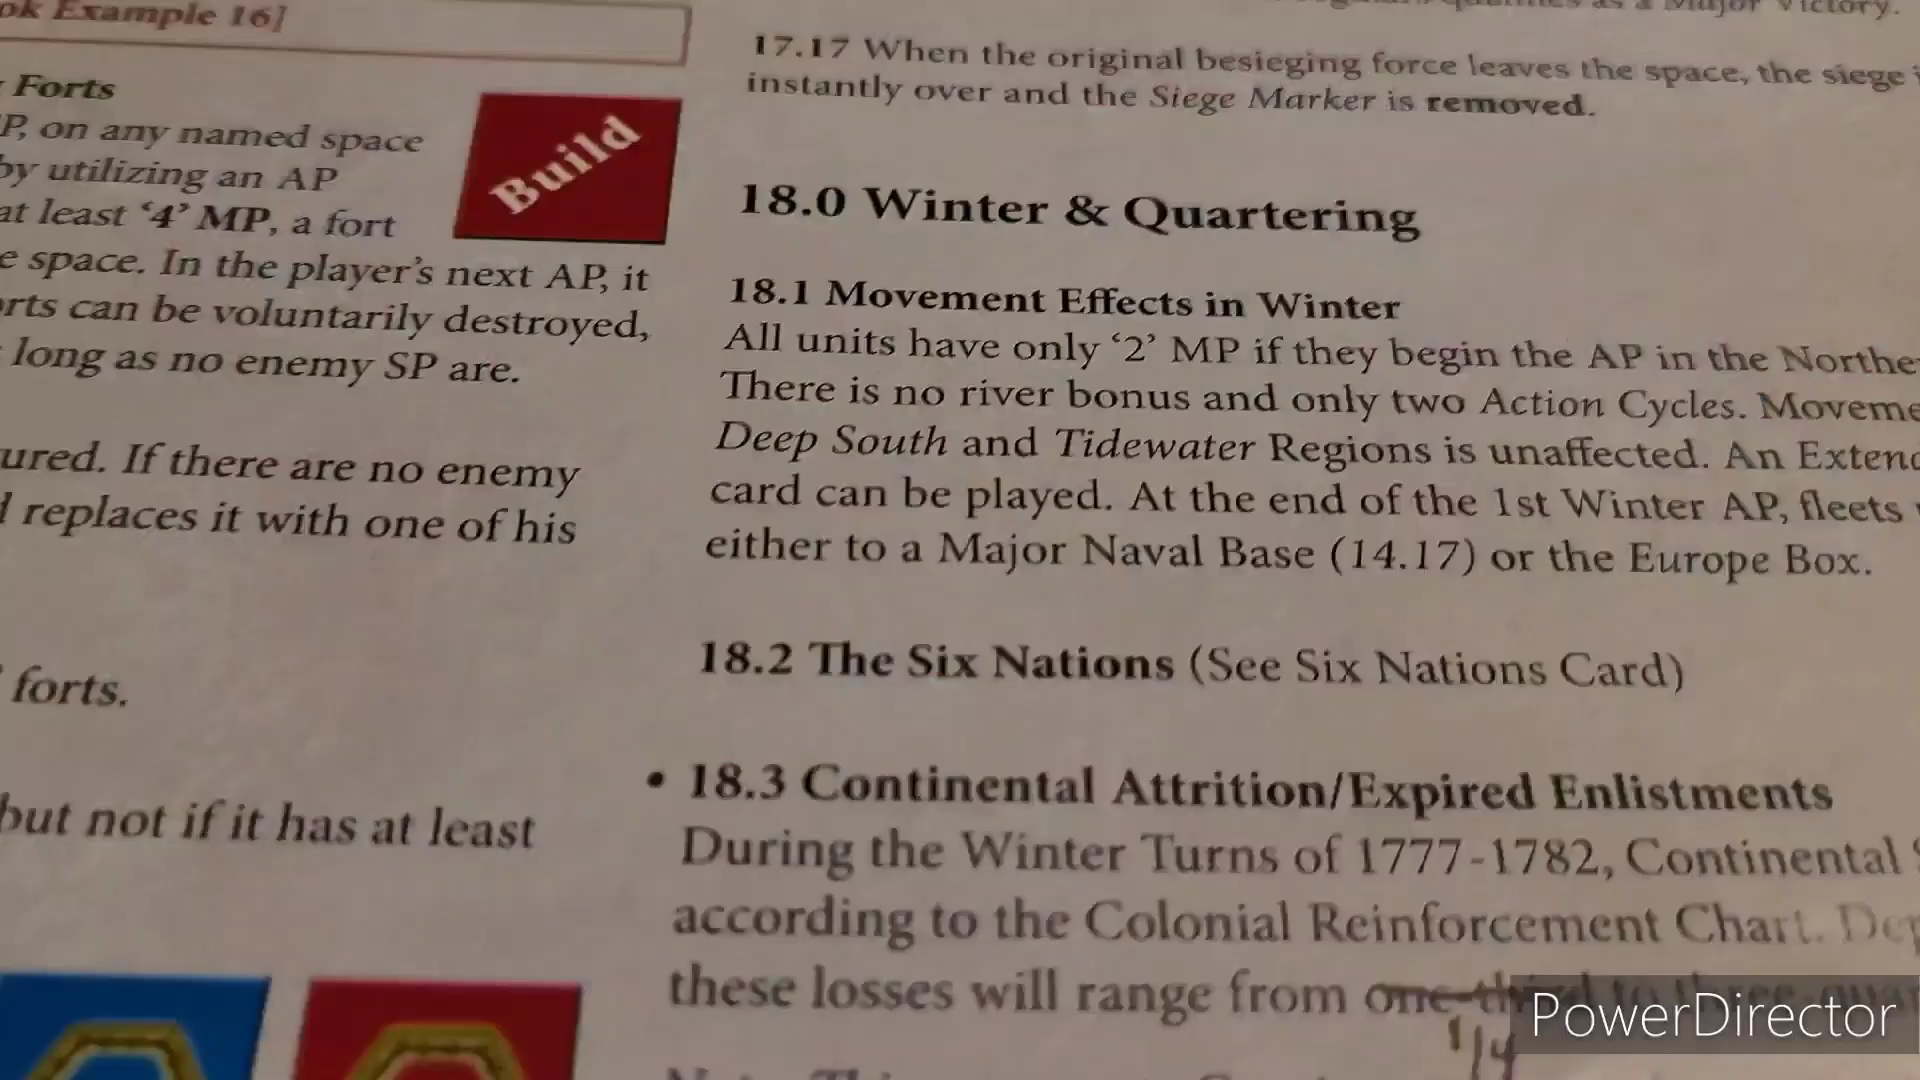 ok Example 16]
Forts
P, on any named space
by utilizing an AP
at least ‘4’ MP, a fort
e space. In the player’s next AP, it
rts can be voluntarily destroyed,
long as no enemy SP are.
ured. If there are no enemy
replaces it with one of his
forts.
but not if it has at least
Build
as a Major Victory.
17.17 When the original besieging force leaves the space, the siege
instantly over and the Siege Marker is removed.
18.0 Winter & Quartering
18.1 Movement Effects in Winter
All units have only ‘2’ MP if they begin the AP in the Northe
There is no river bonus and only two Action Cycles. Moveme
Deep South and Tidewater Regions is unaffected. An Extend
card can be played. At the end of the 1st Winter AP, fleets
either to a Major Naval Base (14.17) or the Europe Box.
18.2 The Six Nations (See Six Nations Card)
• 18.3 Continental Attrition/Expired Enlistments
During the Winter Turns of 1777-1782, Continental S
according to the Colonial Reinforcement Chart. Dep
these losses will range from one-third to three-quar
1/4
PowerDirector